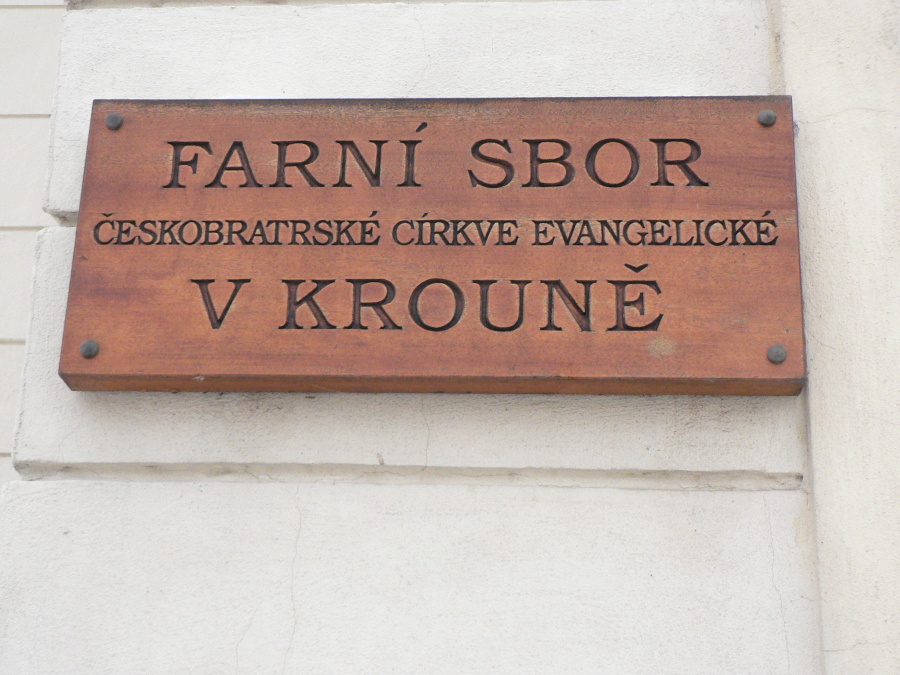 FARNÍ SBOR
ČESKOBRATRSKÉ CÍRKVE EVANGELICKÉ
V KROUNĚ